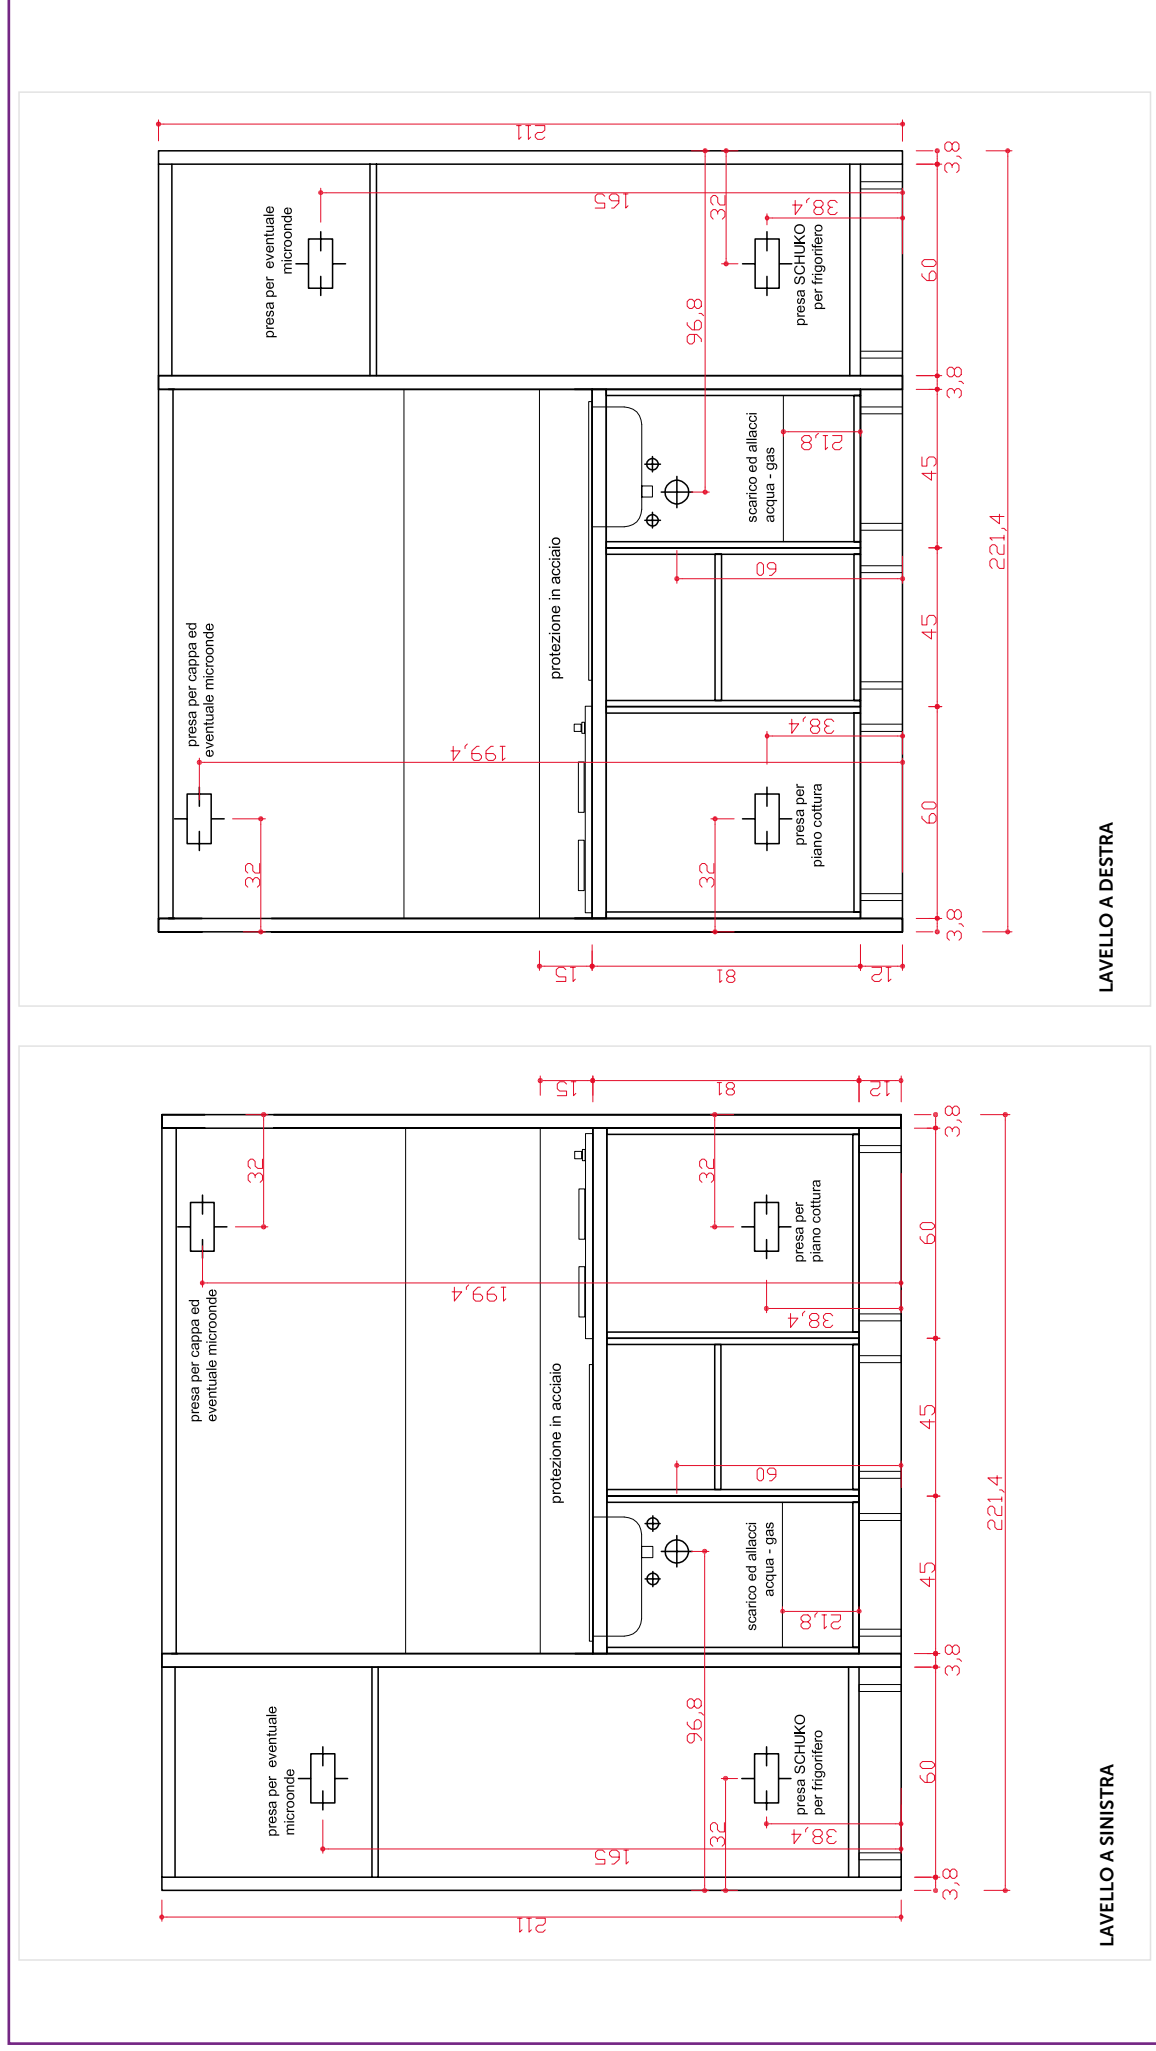 211
3,8
presa per eventuale
microonde
165
32
38,4
presa SCHUKO
per frigorifero
60
96,8
3,8
scarico ed allacci
acqua - gas
21,8
45
protezione in acciaio
60
221,4
presa per cappa ed
eventuale microonde
199,4
45
38,4
presa per
piano cottura
32
32
60
3,8
15
81
12
LAVELLO A DESTRA
15
81
12
3,8
32
32
presa per
piano cottura
60
presa per cappa ed
eventuale microonde
199,4
38,4
protezione in acciaio
45
60
221,4
scarico ed allacci
acqua - gas
21,8
45
3,8
96,8
presa per eventuale
microonde
presa SCHUKO
per frigorifero
60
32
38,4
165
3,8
211
LAVELLO A SINISTRA